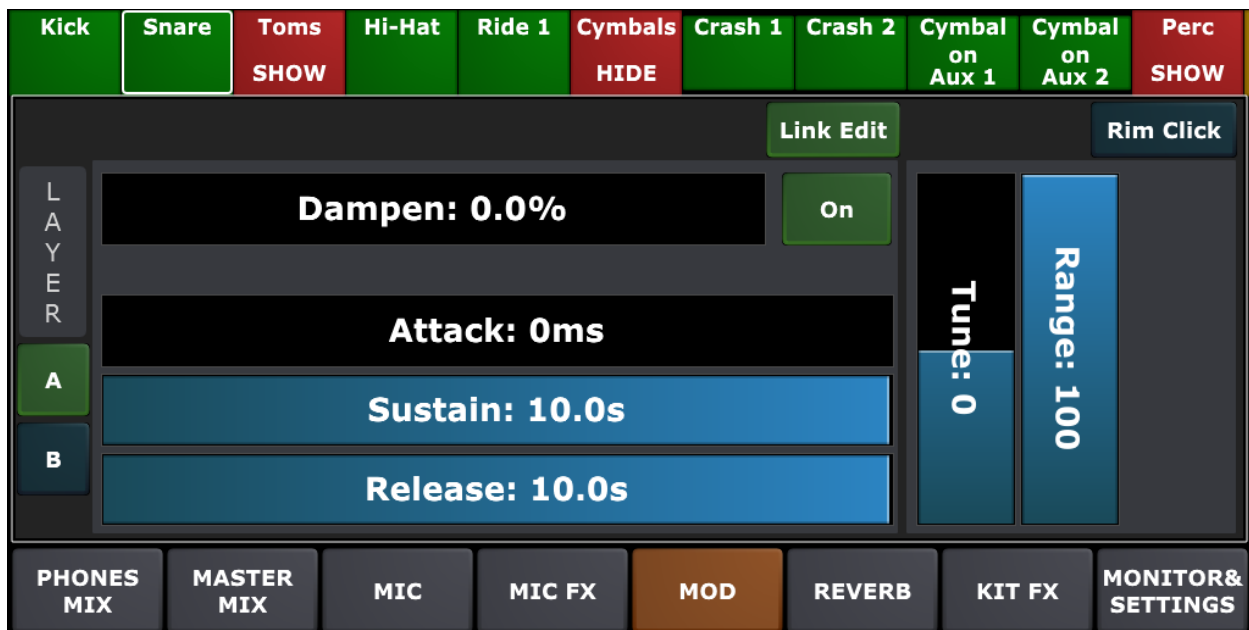 Kick
Snare
Toms
SHOW
Hi-Hat
Ride 1
Cymbals
HIDE
Crash 1
Crash 2
Cymbal
on
Aux 1
Cymbal
on
Aux 2
Perc
SHOW
Link Edit
Rim Click
L
A
Y
E
R
A
B
Dampen: 0.0%
On
Attack: 0ms
Sustain: 10.0s
Release: 10.0s
Tune: 0
Range: 100
PHONES
MIX
MASTER
MIX
MIC
MIC FX
MOD
REVERB
KIT FX
MONITOR&
SETTINGS